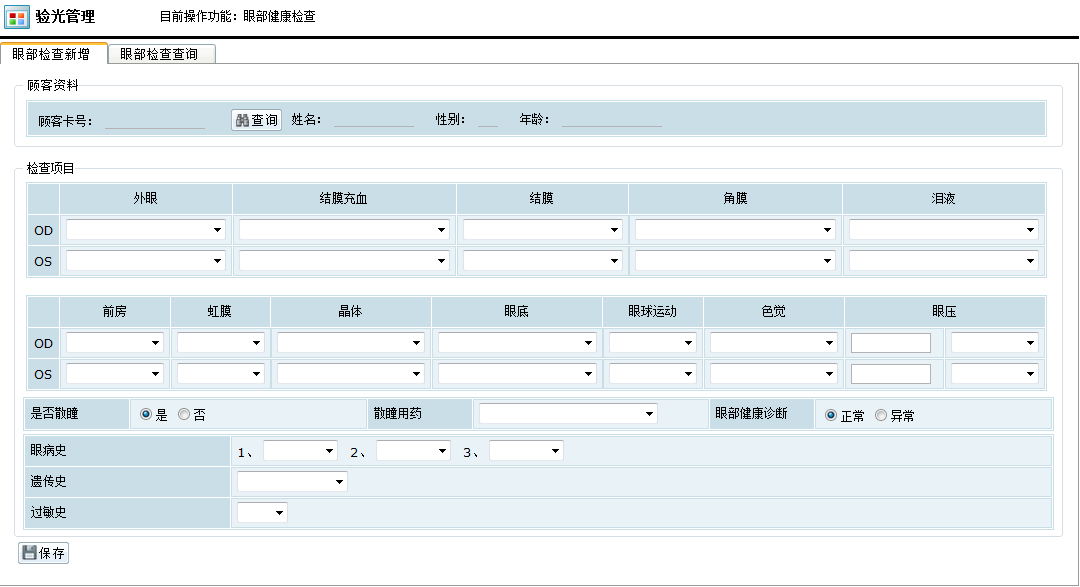 验光管理 目前操作功能：眼部健康检查
眼部检查新增 眼部检查查询
顾客资料
顾客卡号： 查询 姓名： 性别： 年龄：
检查项目
外眼 结膜充血 结膜 角膜 泪液
OD
OS
前房 虹膜 晶体 眼底 眼球运动 色觉 眼压
OD
OS
是否散瞳 是 否 散瞳用药 眼部健康诊断 正常 异常
眼病史 1、 2、 3、
遗传史
过敏史
保存